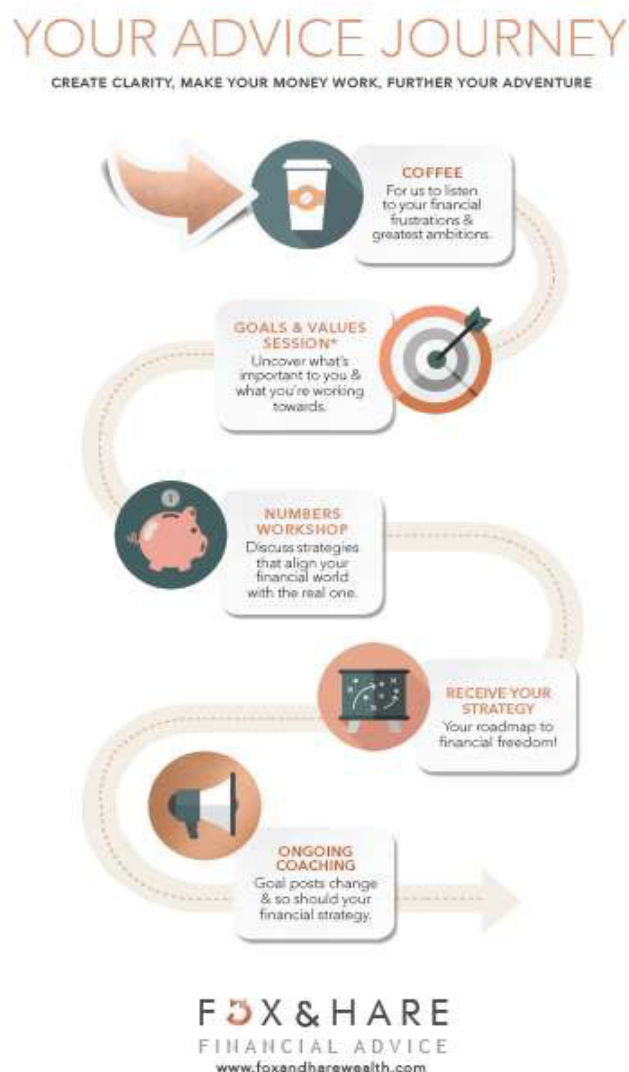 YOUR ADVICE JOURNEY
CREATE CLARITY, MAKE YOUR MONEY WORK, FURTHER YOUR ADVENTURE
COFFEE
For us to listen
to your financial
frustrations &
greatest ambitions.
GOALS & VALUES
SESSION*
Uncover what's
important to you &
what you're working
towards.
NUMBERS
WORKSHOP
Discuss strategies
that align your
financial world
with the real one.
RECEIVE YOUR
STRATEGY
Your roadmap to
financial freedom!
ONGOING
COACHING
Goal posts change
& so should your
financial strategy.
FOX & HARE
FINANCIAL ADVICE
www.foxandharewealth.com